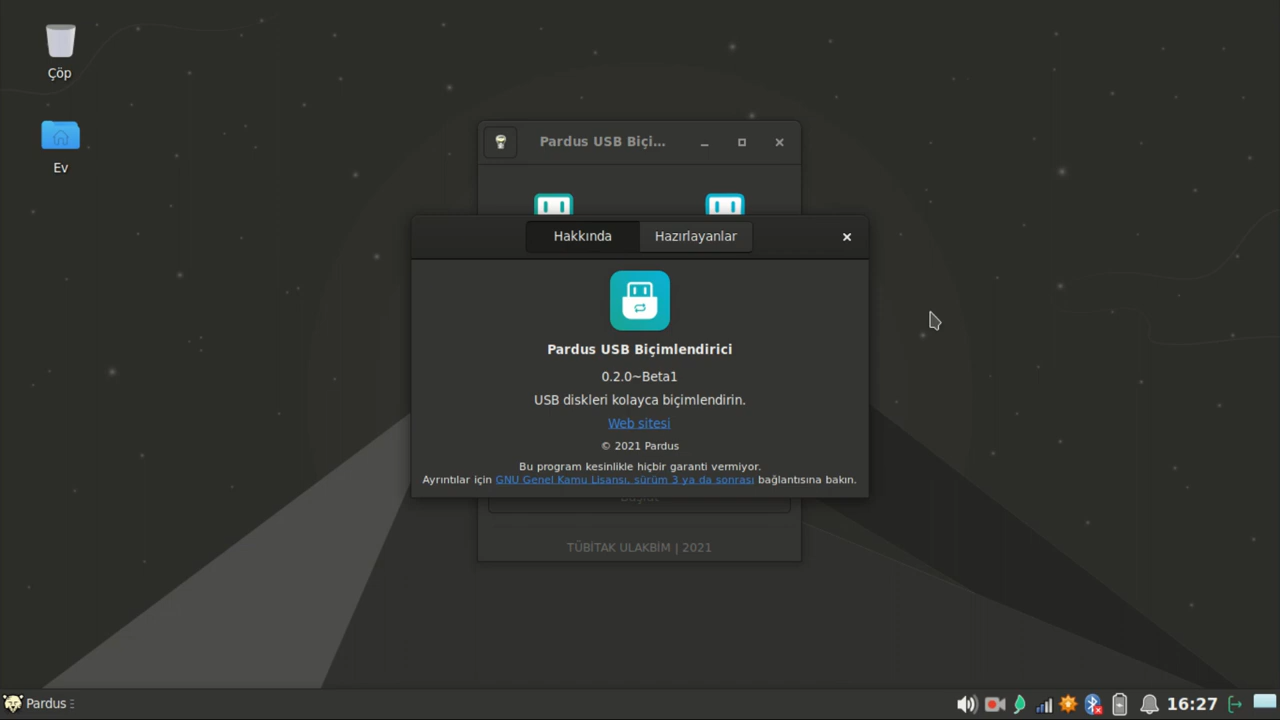 Çöp
Ev
Pardus USB Biçi...
Hakkında
Hazırlayanlar
Pardus USB Biçimlendirici
0.2.0~Beta1
USB diskleri kolayca biçimlendirin.
Web sitesi
© 2021 Pardus
Bu program kesinlikle hiçbir garanti vermiyor.
Ayrıntılar için GNU Genel Kamu Lisansı, sürüm 3 ya da sonrası bağlantısına bakın.
TÜBİTAK ULAKBİM | 2021
Pardus
16:27